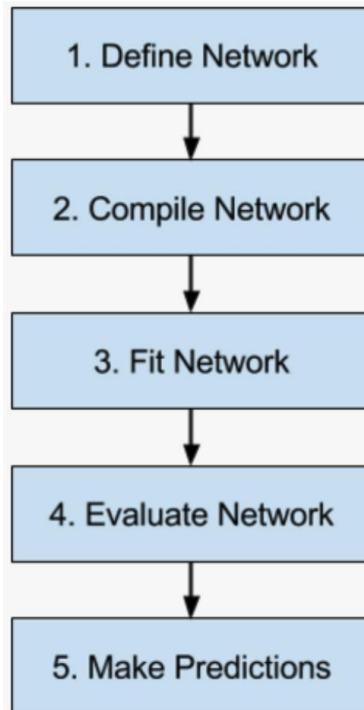 1. Define Network
2. Compile Network
3. Fit Network
4. Evaluate Network
5. Make Predictions